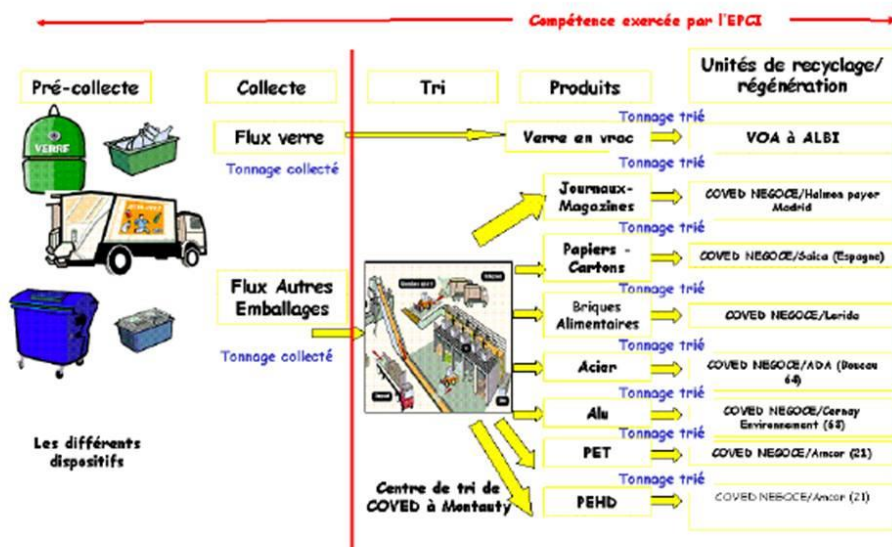 Compétence exercée par l'EPCI
Pré-collecte
Collecte
Tri
Produits
Unités de recyclage/
régénération
VERRE
Flux verre
Tonnage collecté
Verre en vrac
Tonnage trié
VOA à ALBI
Tonnage trié
Journaux-
Magazines
COVED NEGOCE/Halmon payer
Madrid
Tonnage trié
Papiers -
Cartons
COVED NEGOCE/Saica (Espagne)
Tonnage trié
Flux Autres
Emballages
Tonnage collecté
Briques
Alimentaires
COVED NEGOCE/Lerida
Tonnage trié
Acier
COVED NEGOCE/ADA (Boucau
64)
Tonnage trié
Alu
COVED NEGOCE/Cernay
Environnement (68)
Tonnage trié
PET
COVED NEGOCE/Amcor (21)
Tonnage trié
PEHD
COVED NEGOCE/Amcor (21)
Les différents
dispositifs
Centre de tri de
COVED à Montauty